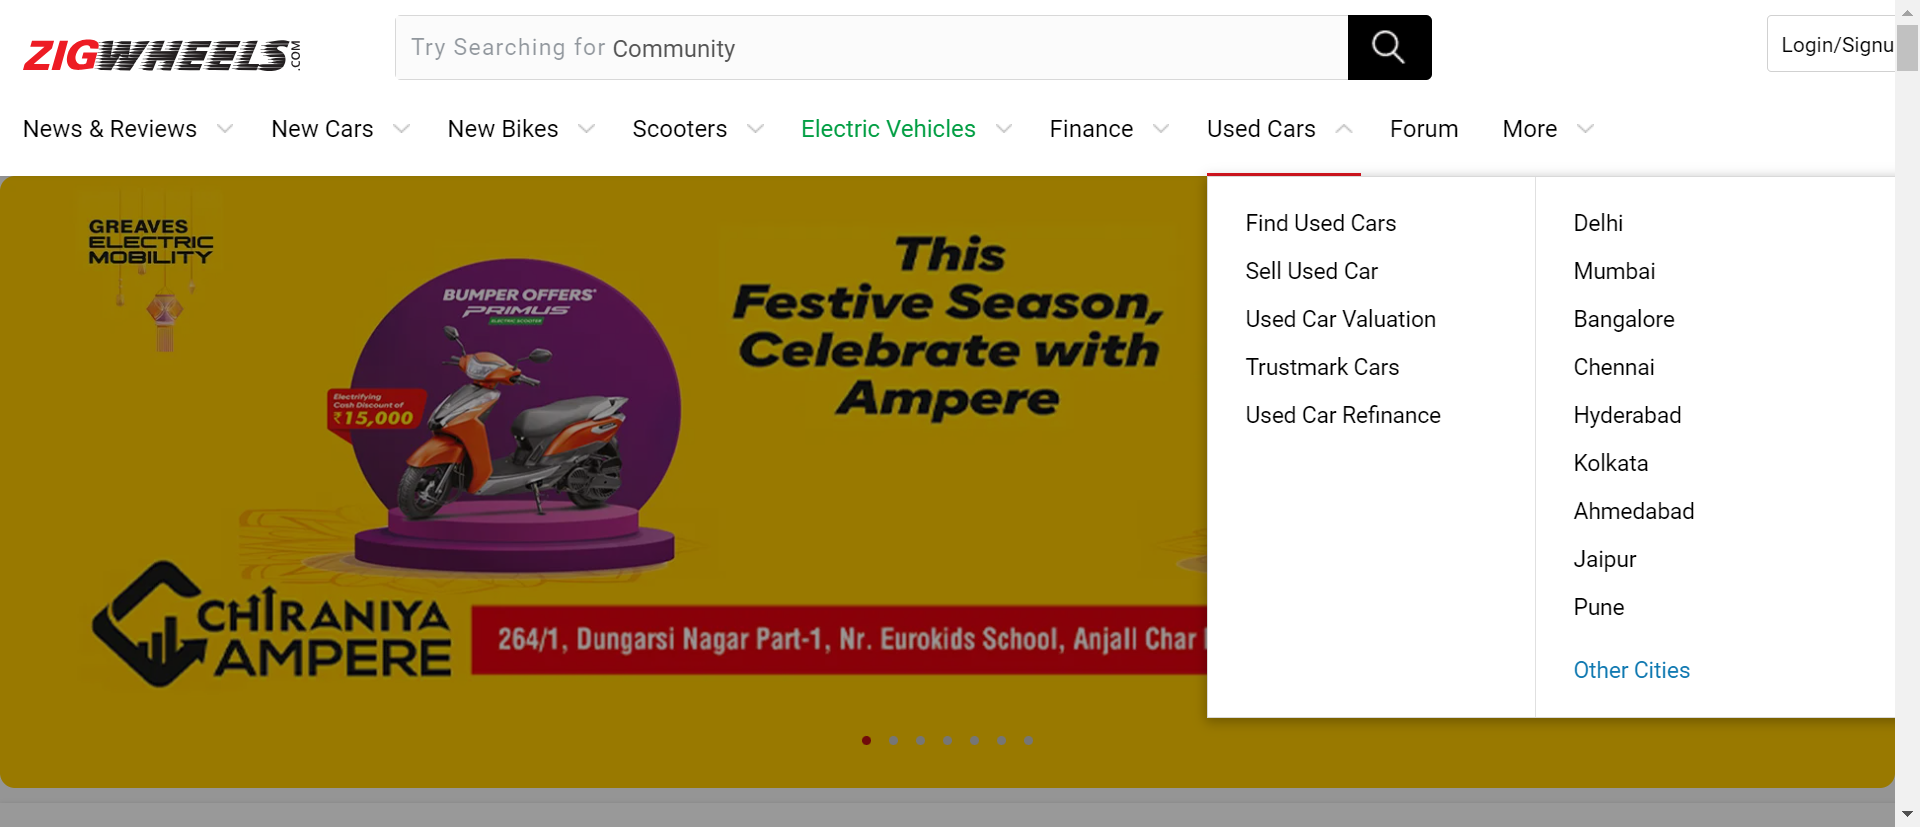 ZIGWHEELS.COM
Try Searching for Community
Login/Signu
News & Reviews
New Cars
New Bikes
Scooters
Electric Vehicles
Finance
Used Cars
Forum
More
GREAVES
ELECTRIC
MOBILITY
BUMPER OFFERS*
PRIMUS
ELECTRIC SCOOTER
Electrifying
Cash Discount of
₹15,000
This
Festive Season,
Celebrate with
Ampere
CHIRANIYA
AMPERE
264/1, Dungarsi Nagar Part-1, Nr. Eurokids School, Anjall Char
Find Used Cars
Sell Used Car
Used Car Valuation
Trustmark Cars
Used Car Refinance
Delhi
Mumbai
Bangalore
Chennai
Hyderabad
Kolkata
Ahmedabad
Jaipur
Pune
Other Cities